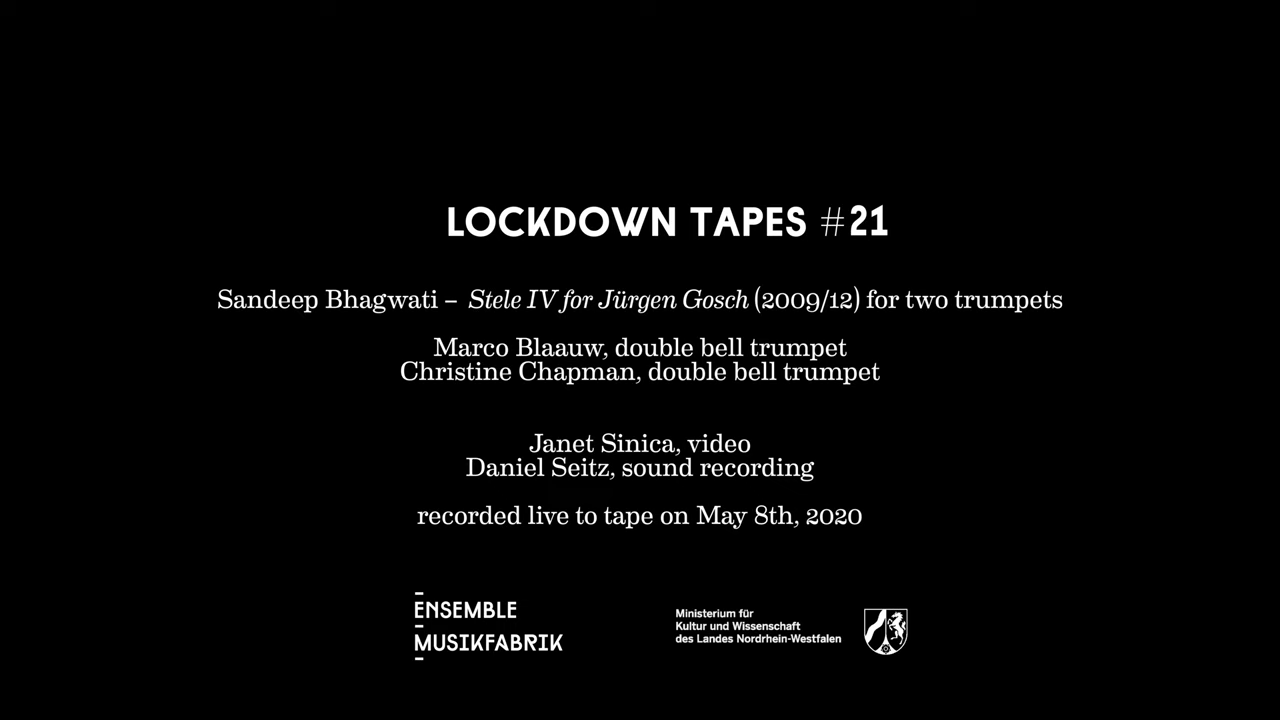 LOCKDOWN TAPES #21
Sandeep Bhagwati – Stele IV for Jürgen Gosch (2009/12) for two trumpets
Marco Blaauw, double bell trumpet
Christine Chapman, double bell trumpet
Janet Sinica, video
Daniel Seitz, sound recording
recorded live to tape on May 8th, 2020
ENSEMBLE
MUSIKFABRIK
Ministerium für
Kultur und Wissenschaft
des Landes Nordrhein-Westfalen